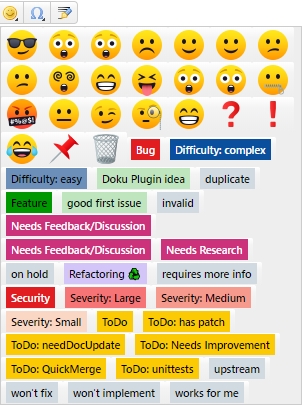 Ω
#%@$!
? !
Bug Difficulty: complex
Difficulty: easy Doku Plugin idea duplicate
Feature good first issue invalid
Needs Feedback/Discussion
Needs Feedback/Discussion Needs Research
on hold Refactoring requires more info
Security Severity: Large Severity: Medium
Severity: Small ToDo ToDo: has patch
ToDo: needDocUpdate ToDo: Needs Improvement
ToDo: QuickMerge ToDo: unittests upstream
won't fix won't implement works for me